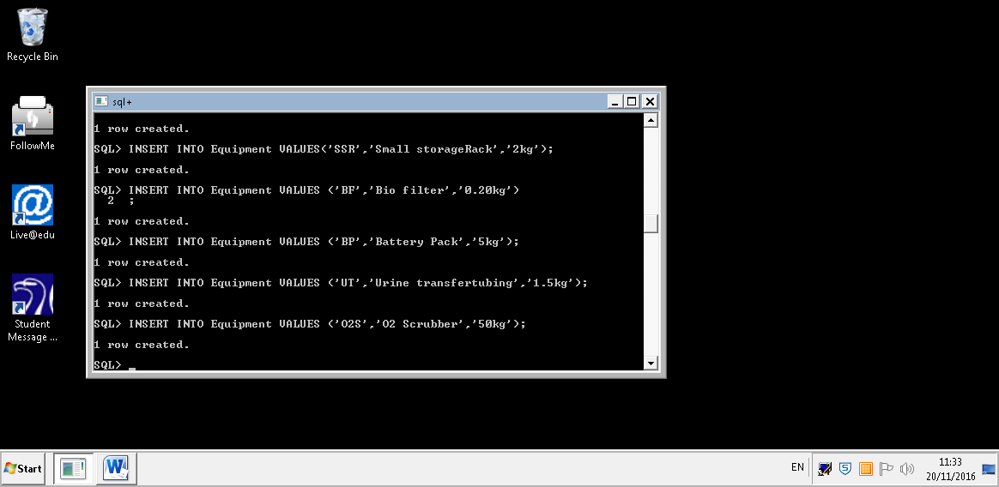 Recycle Bin
FollowMe
Live@edu
Student
Message ...
sql+
1 row created.
SQL> INSERT INTO Equipment VALUES('SSR','Small storageRack','2kg');
1 row created.
SQL> INSERT INTO Equipment VALUES ('BF','Bio filter','0.20kg')
2 ;
1 row created.
SQL> INSERT INTO Equipment VALUES ('BP','Battery Pack','5kg');
1 row created.
SQL> INSERT INTO Equipment VALUES ('UT','Urine transfertubing','1.5kg');
1 row created.
SQL> INSERT INTO Equipment VALUES ('O2S','O2 Scrubber','50kg');
1 row created.
SQL> _
Start
W
EN
S
11:33
20/11/2016